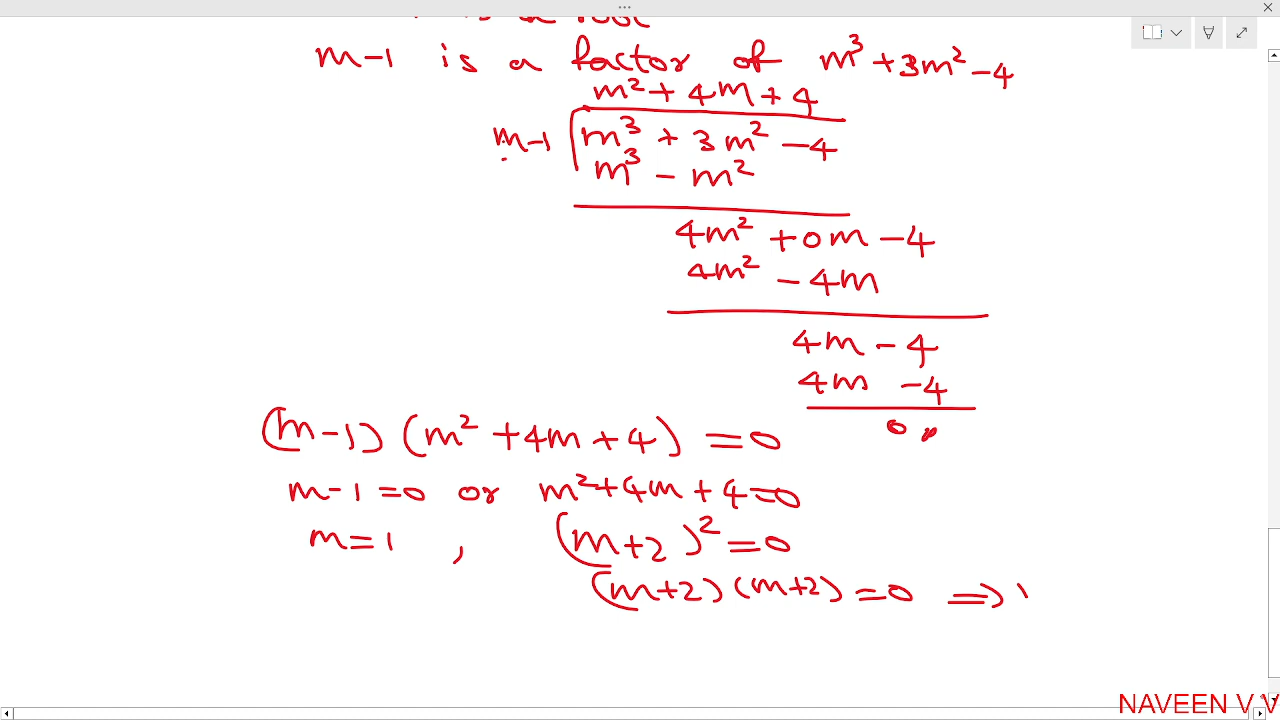 m-1 is a factor of m³+3m²-4
m²+4m+4
m-1 m³+3m²-4
m³-m²
4m²+0m-4
4m²-4m
4m-4
4m-4
0
(m-1)(m²+4m+4)=0
m-1=0 or m²+4m+4=0
m=1 , (m+2)²=0
(m+2)(m+2)=0 ⇒
NAVEEN V V